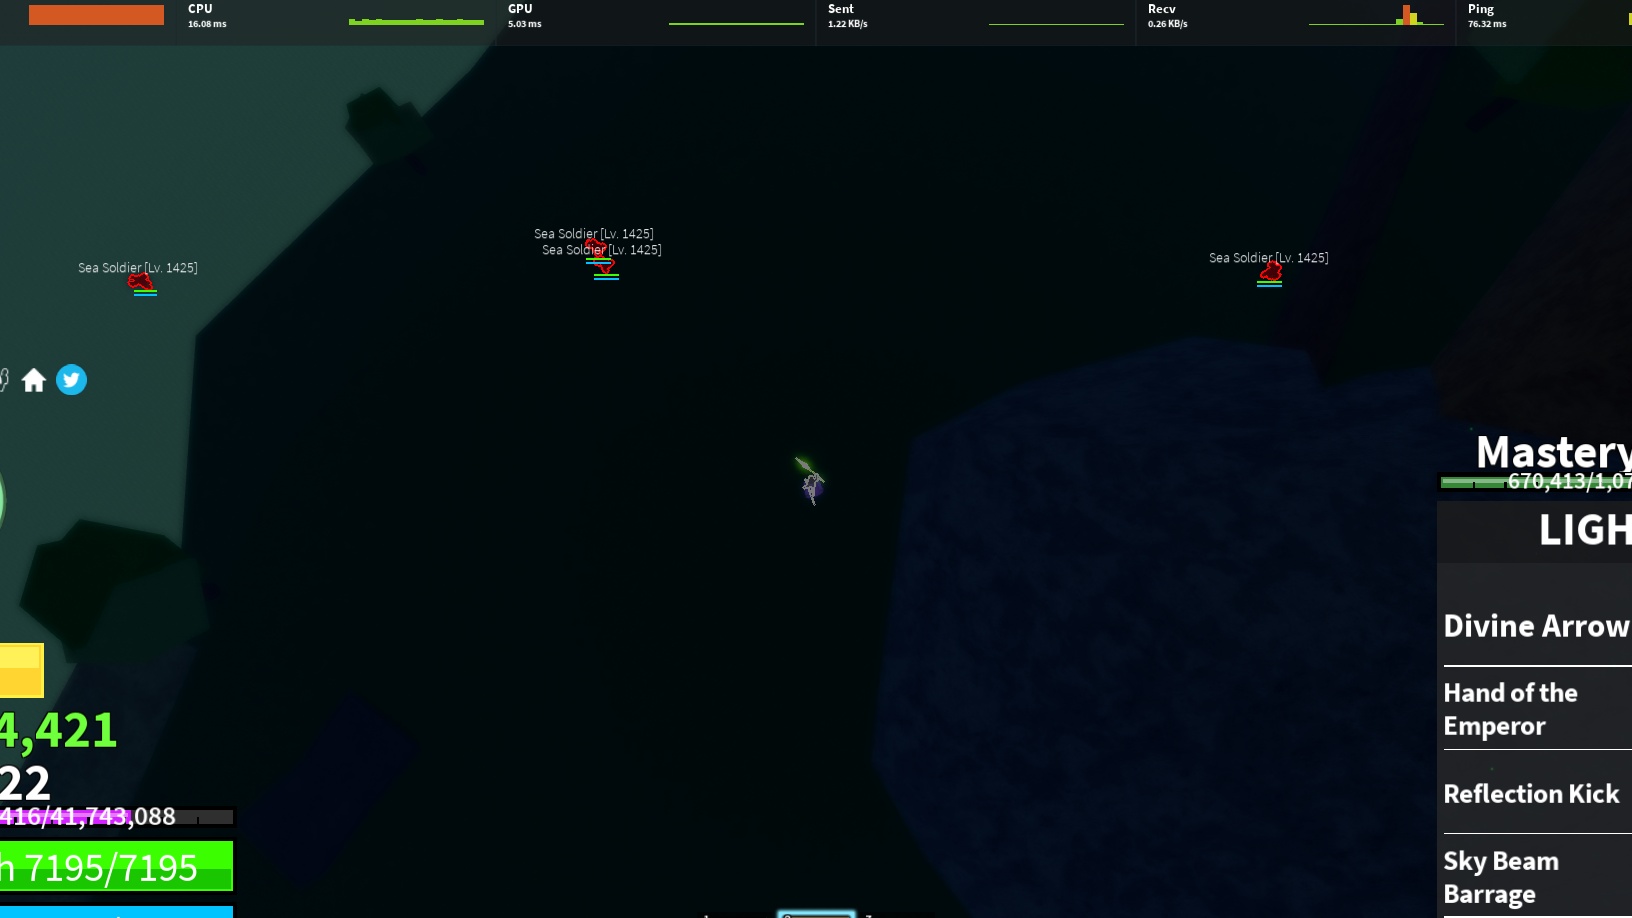 CPU
16.08 ms
GPU
5.03 ms
Sent
1.22 KB/s
Recv
0.26 KB/s
Ping
76.32 ms
Sea Soldier [Lv. 1425]
Sea Soldier [Lv. 1425]
Sea Soldier [Lv. 1425]
Sea Soldier [Lv. 1425]
Mastery
670,413/1,07
LIGH
Divine Arrow
Hand of the
Emperor
Reflection Kick
Sky Beam
Barrage
4,421
22
416/41,743,088
h 7195/7195